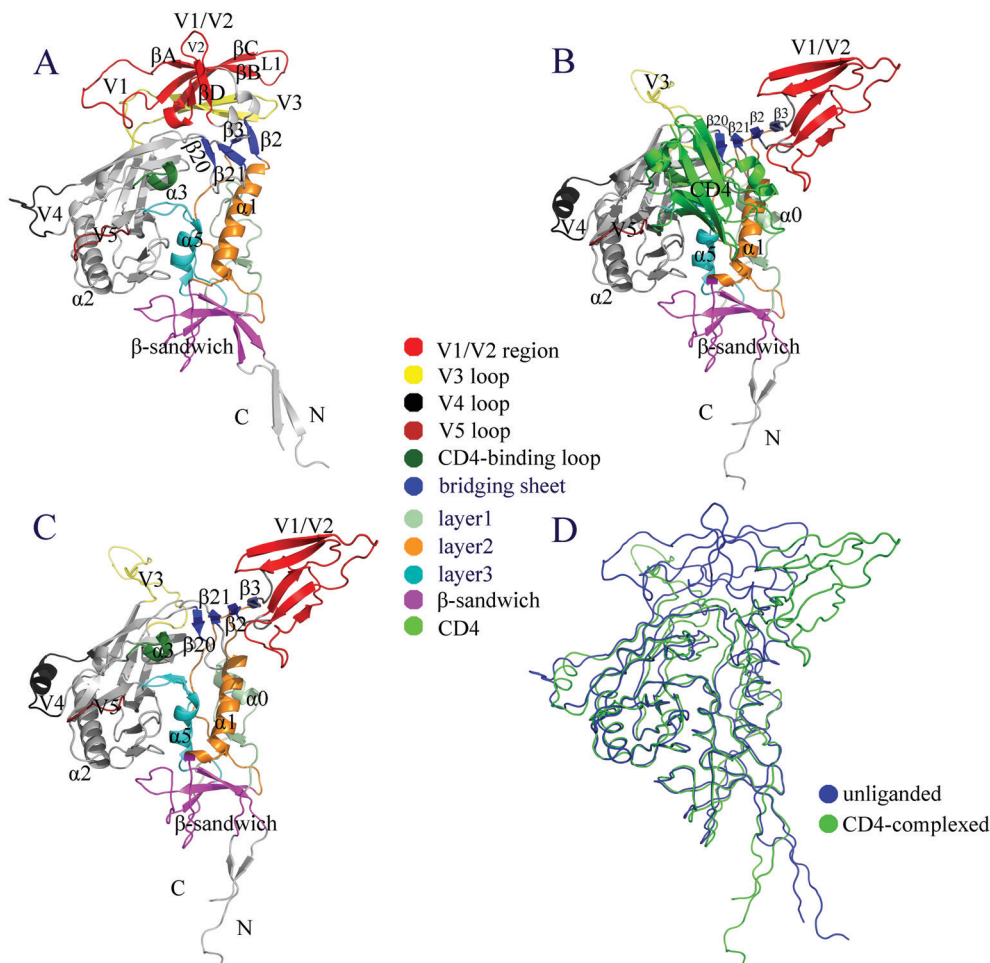 A
V1/V2
V2
βA
βC
βB
L1
V1
βD
V3
β3
β2
β20
β21
α3
α1
V4
V5
α5
α2
β-sandwich
C
N
B
V1/V2
V3
β20
β21
β2
β3
CD4
α0
V4
V5
α1
α5
α2
β-sandwich
C
N
V1/V2 region
V3 loop
V4 loop
V5 loop
CD4-binding loop
bridging sheet
layer1
layer2
layer3
β-sandwich
CD4
C
V1/V2
V3
β21
β3
β2
β20
α3
α0
V4
V5
α1
α5
α2
β-sandwich
C
N
D
unliganded
CD4-complexed